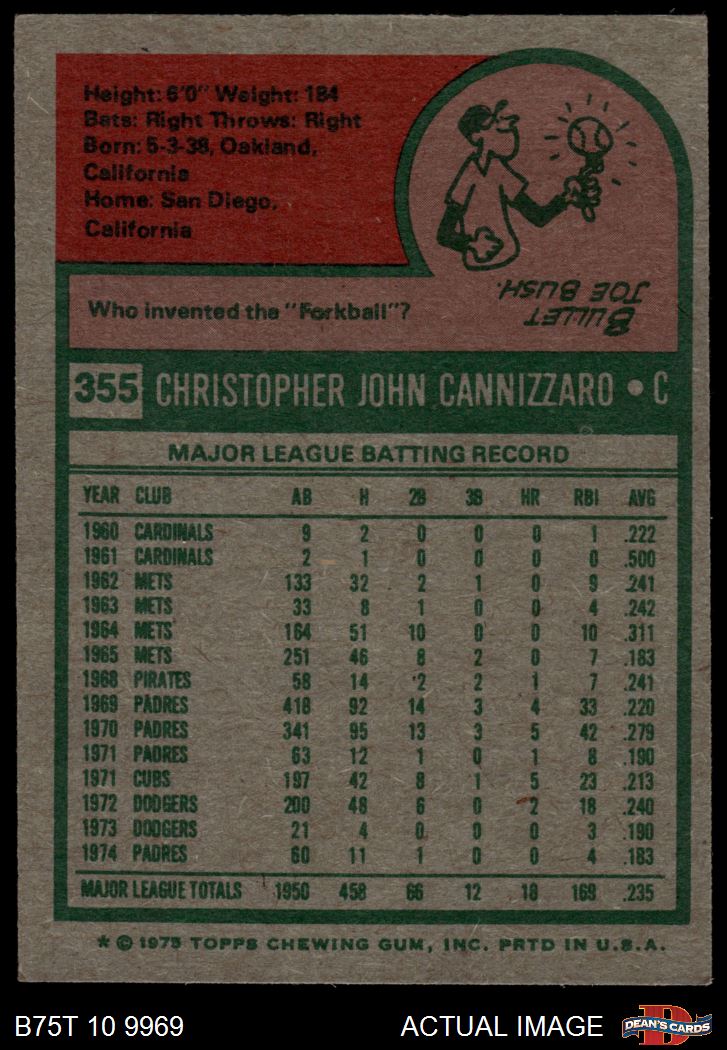 Height: 6'0" Weight: 184
Bats: Right Throws: Right
Born: 5-3-38, Oakland,
California
Home: San Diego,
California
Who invented the "Forkball"?
BULLET
JOE BUSH.
355 CHRISTOPHER JOHN CANNIZZARO • C
MAJOR LEAGUE BATTING RECORD
YEAR CLUB AB H 2B 3B HR RBI AVG
1960 CARDINALS 9 2 0 0 0 1 .222
1961 CARDINALS 2 1 0 0 0 0 .500
1962 METS 133 32 2 1 0 9 .241
1963 METS 33 8 1 0 0 4 .242
1964 METS 164 51 10 0 0 10 .311
1965 METS 251 46 8 2 0 7 .183
1968 PIRATES 58 14 2 2 1 7 .241
1969 PADRES 418 92 14 3 4 33 .220
1970 PADRES 341 95 13 3 5 42 .279
1971 PADRES 63 12 1 0 1 8 .190
1971 CUBS 197 42 8 1 5 23 .213
1972 DODGERS 200 48 6 0 2 18 .240
1973 DODGERS 21 4 0 0 0 3 .190
1974 PADRES 60 11 1 0 0 4 .183
MAJOR LEAGUE TOTALS 1950 458 66 12 18 169 .235
* © 1975 TOPPS CHEWING GUM, INC. PRTD IN U.S.A.
B75T 10 9969 ACTUAL IMAGE
D
DEAN'S CARDS